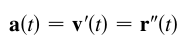 a(t) = v′(t) = r″(t)